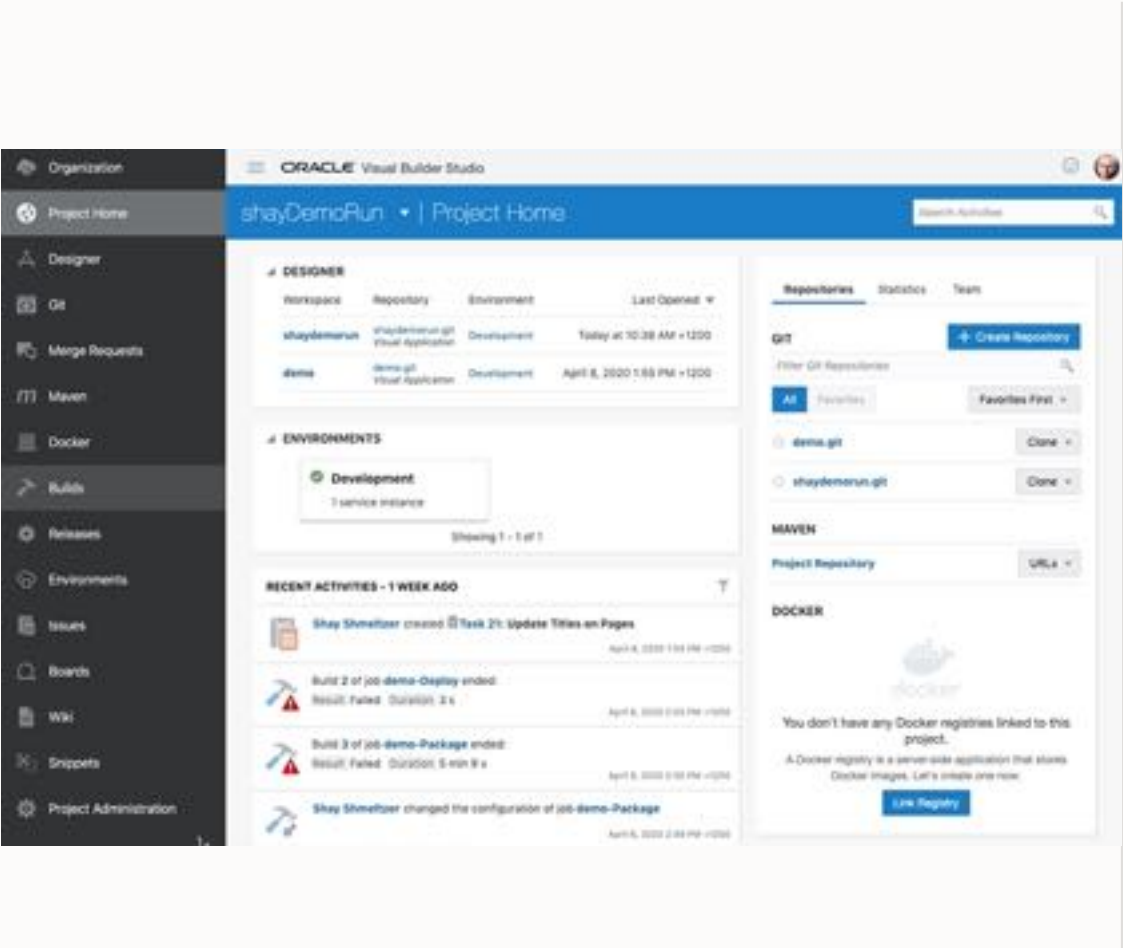 Organization
Project Home
Designer
Git
Merge Requests
Maven
Docker
Builds
Releases
Environments
Issues
Boards
Wiki
Snippets
Project Administration
ORACLE Visual Builder Studio
shayDemoRun | Project Home
Search Activities
DESIGNER
Workspace Repository Environment Last Opened
shaydemorun shaydemorun.git Development Today at 10:38 AM +1200
Visual Application
demo demo.git Development April 8, 2020 1:55 PM +1200
Visual Application
ENVIRONMENTS
Development
1 service instance
Showing 1 - 1 of 1
RECENT ACTIVITIES - 1 WEEK AGO
Shay Shmeltzer created Task 21: Update Titles on Pages
April 8, 2020
Build 2 of job demo-Deploy ended:
Result: Failed Duration: 3 s
April 8, 2020
Build 3 of job demo-Package ended:
Result: Failed Duration: 5 min 9 s
Shay Shmeltzer changed the configuration of job demo-Package
Repositories Statistics Team
GIT
+ Create Repository
Filter Git Repositories
All Favorites Favorites First
demo.git Clone
shaydemorun.git Clone
MAVEN
Project Repository URLs
DOCKER
docker
You don't have any Docker registries linked to this
project.
A Docker registry is a server-side application that stores
Docker images. Let's create one now.
Link Registry